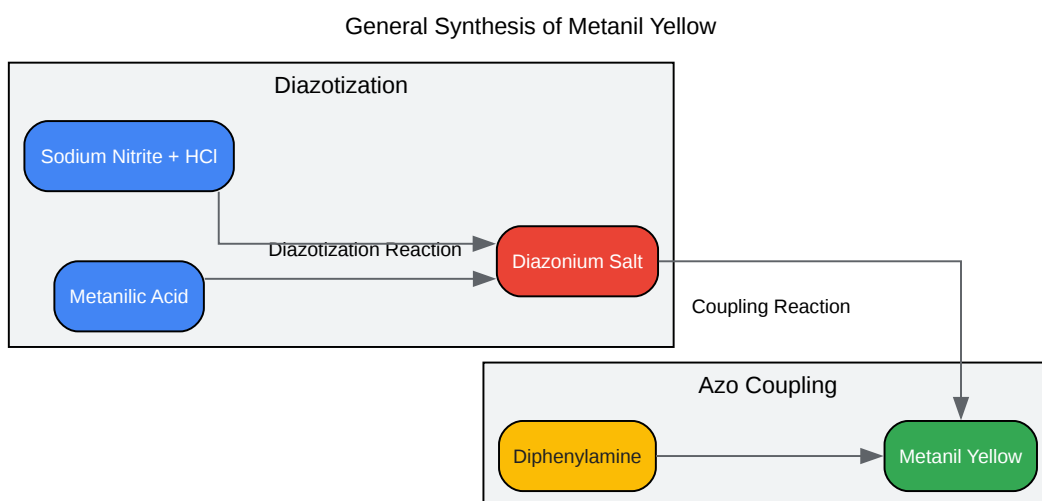 General Synthesis of Metanil Yellow
Diazotization
Sodium Nitrite + HCl
Diazotization Reaction
Metanilic Acid
Diazonium Salt
Coupling Reaction
Azo Coupling
Diphenylamine
Metanil Yellow